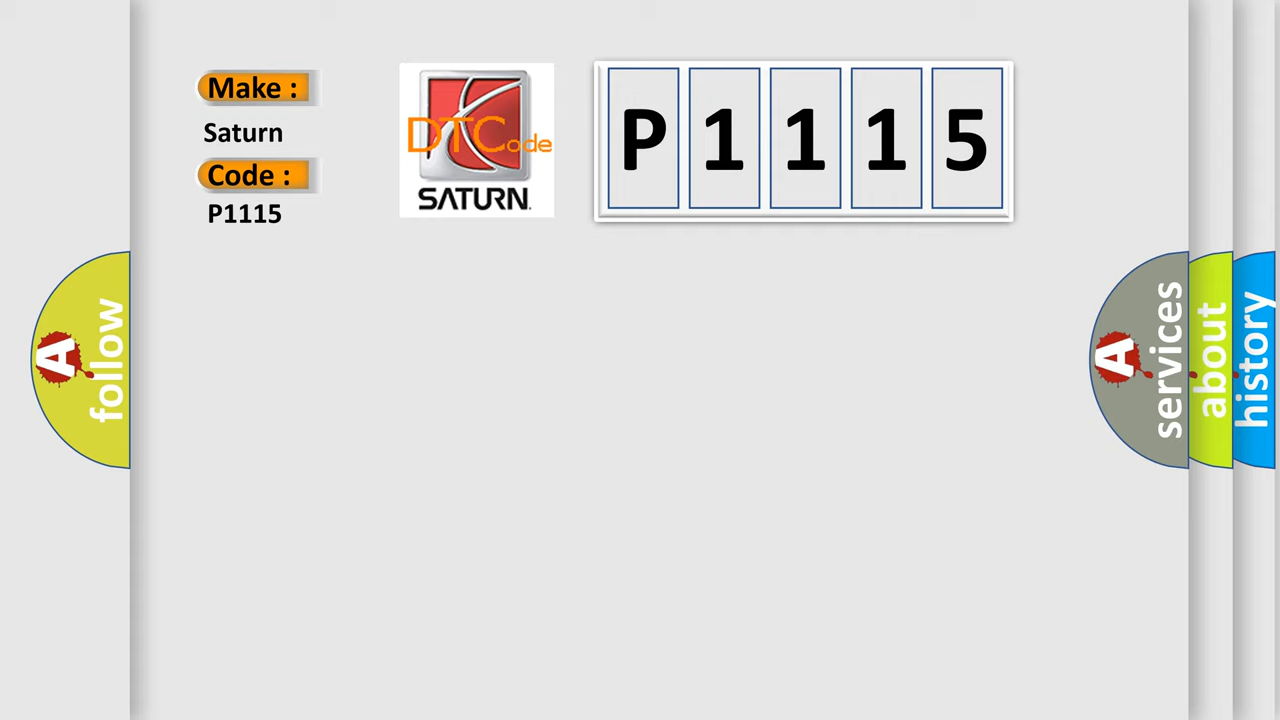 Make :
Saturn
Code :
P1115
DTCode
SATURN.
P 1 1 1 5
A follow
A services
about
history